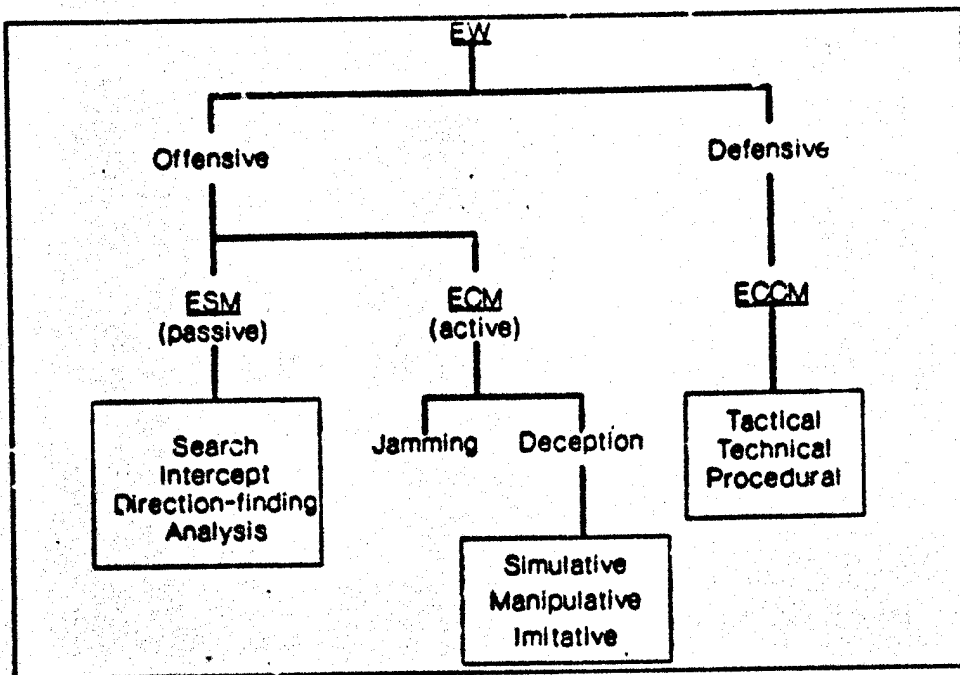 EW
Offensive
Defensive
ESM
(passive)
ECM
(active)
ECCM
Search
Intercept
Direction-finding
Analysis
Jamming
Deception
Tactical
Technical
Procedural
Simulative
Manipulative
Imitative